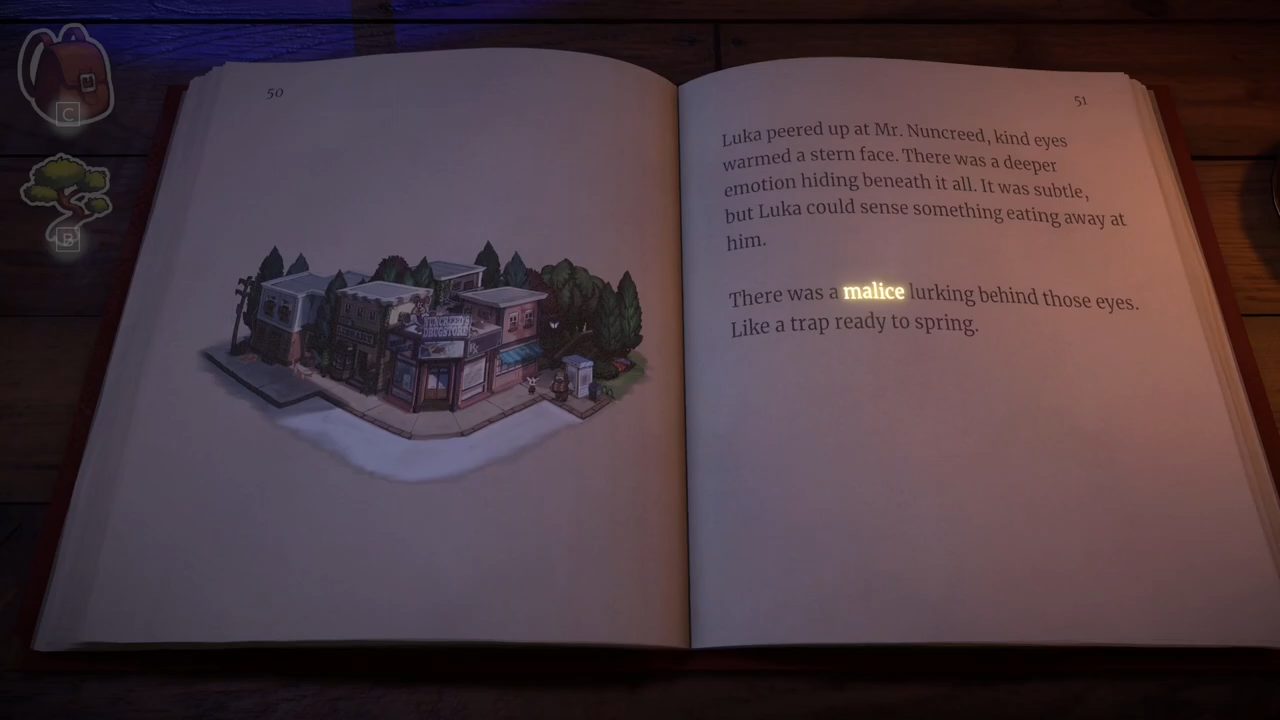 50
51
C
B
Luka peered up at Mr. Nuncreed, kind eyes
warmed a stern face. There was a deeper
emotion hiding beneath it all. It was subtle,
but Luka could sense something eating away at
him.
There was a malice lurking behind those eyes.
Like a trap ready to spring.
NUNCREED'S
DRUGSTORE